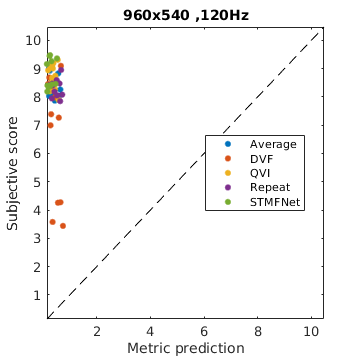 960x540 ,120Hz
Subjective score
10
9
8
7
6
5
4
3
2
1
Average
DVF
QVI
Repeat
STMFNet
2 4 6 8 10
Metric prediction